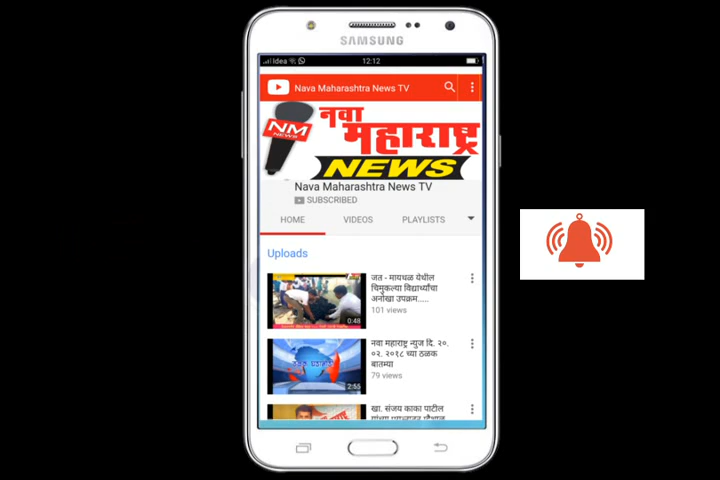 SAMSUNG
Idea
12:12
Nava Maharashtra News TV
NM
NEWS
नवा
महाराष्ट्र
NEWS
Nava Maharashtra News TV
SUBSCRIBED
HOME VIDEOS PLAYLISTS
Uploads
जत - मायथळ येथील
चिमुकल्या विद्यार्थ्यांचा
अनोखा उपक्रम.....
101 views
0:48
नवा महाराष्ट्र न्युज दि. २०.
०२. २०१८ च्या ठळक
बातम्या
79 views
2:55
खा. संजय काका पाटील